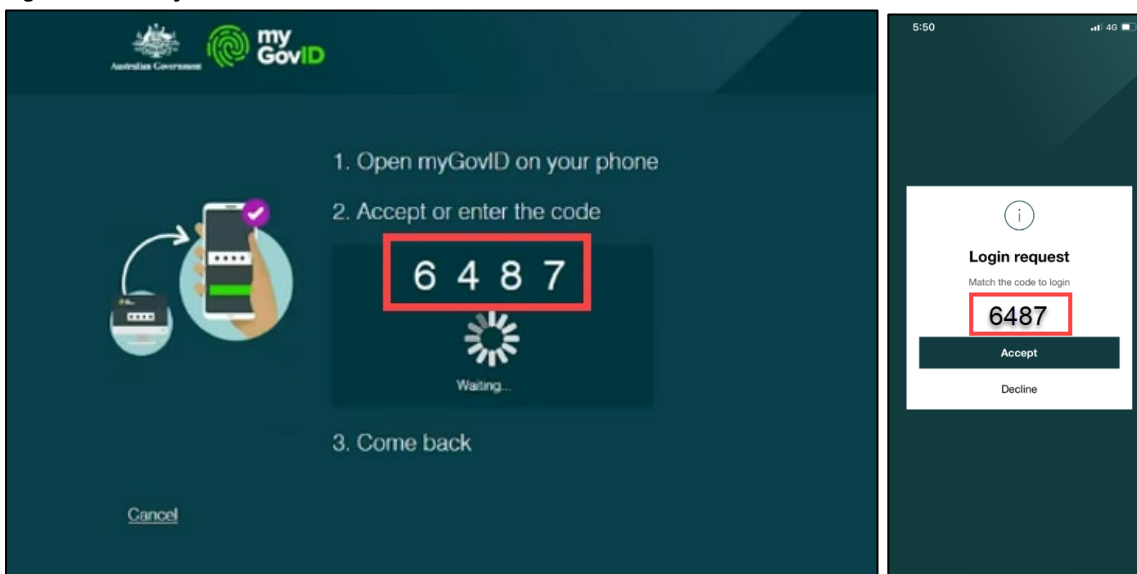 Australian Government
my
GovID
1. Open myGovID on your phone
2. Accept or enter the code
6 4 8 7
Waiting...
3. Come back
Cancel
5:50
4G
Login request
Match the code to login
6487
Accept
Decline